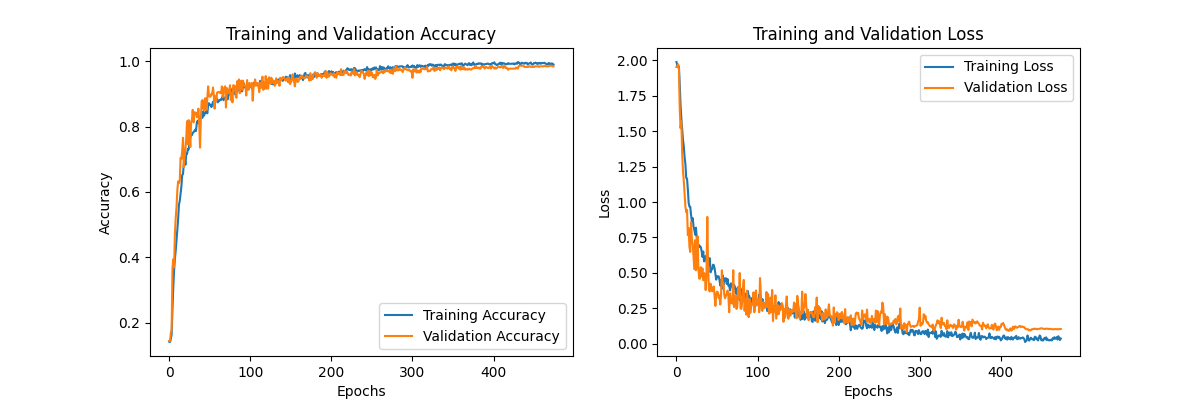 Training and Validation Accuracy
1.0
0.8
0.6
0.4
0.2
Accuracy
0
100
200
300
400
Epochs
Training Accuracy
Validation Accuracy
Training and Validation Loss
2.00
1.75
1.50
1.25
1.00
0.75
0.50
0.25
0.00
Loss
0
100
200
300
400
Epochs
Training Loss
Validation Loss